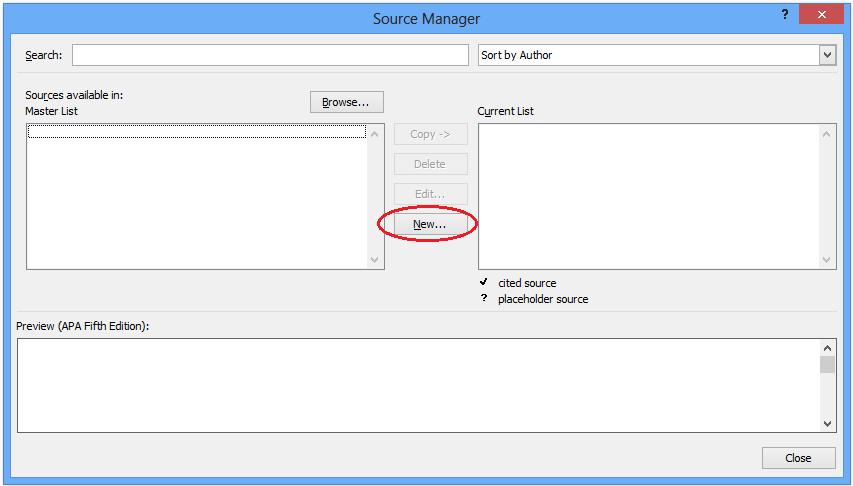 Source Manager
?
Search:
Sort by Author
Sources available in:
Master List
Browse...
Current List
Copy ->
Delete
Edit...
New...
cited source
? placeholder source
Preview (APA Fifth Edition):
Close